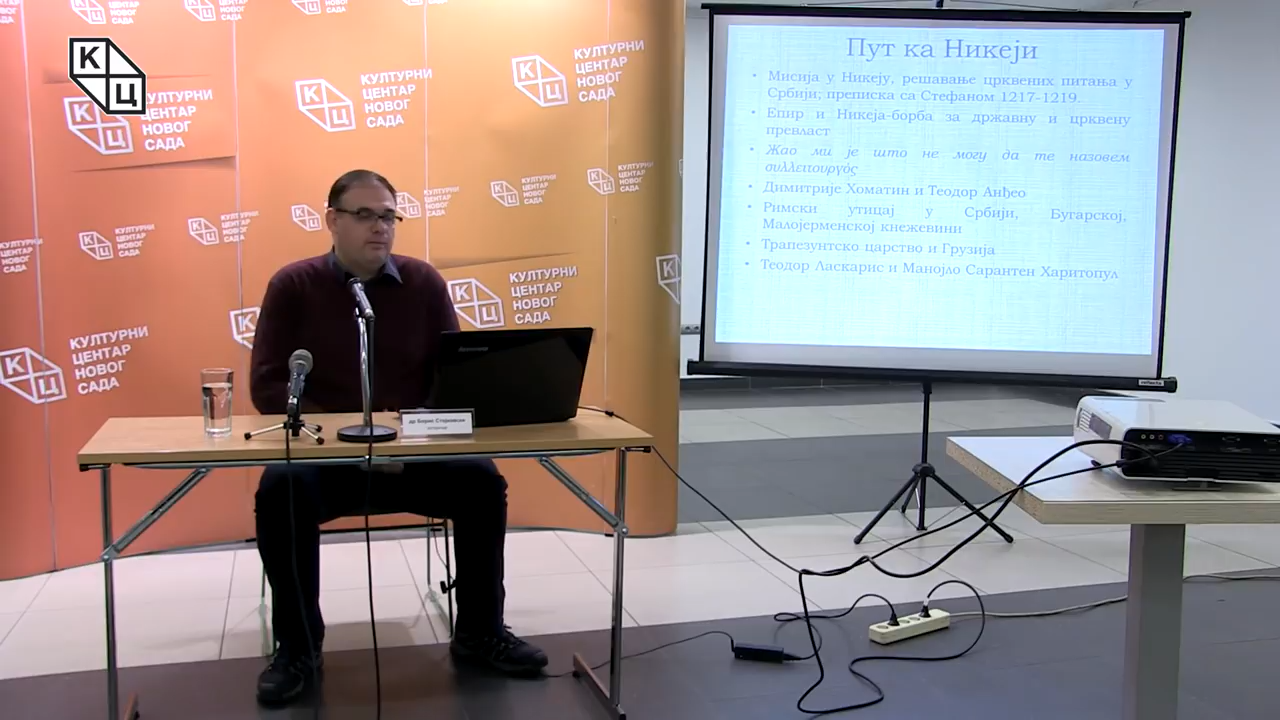 К
Ц
КУЛТУРНИ
ЦЕНТАР
НОВОГ
САДА
КУЛТУРНИ
ЦЕНТАР
НОВОГ
САДА
КУЛТУРНИ
ЦЕНТАР
НОВОГ
САДА
КУЛТУРНИ
ЦЕНТАР
НОВОГ
САДА
КУЛТУРНИ
ЦЕНТАР
НОВОГ
САДА
Пут ка Никеји
• Мисија у Никеју, решавање црквених питања у
Србији; преписка са Стефаном 1217-1219.
• Епир и Никеја-борба за државну и црквену
превласт
• Жао ми је што не могу да те назовем
συλλειτουργός
• Димитрије Хоматин и Теодор Анђео
• Римски утицај у Србији, Бугарској,
Малојерменској кнежевини
• Трапезунтско царство и Грузија
• Теодор Ласкарис и Манојло Сарантен Харитопул
др Борис